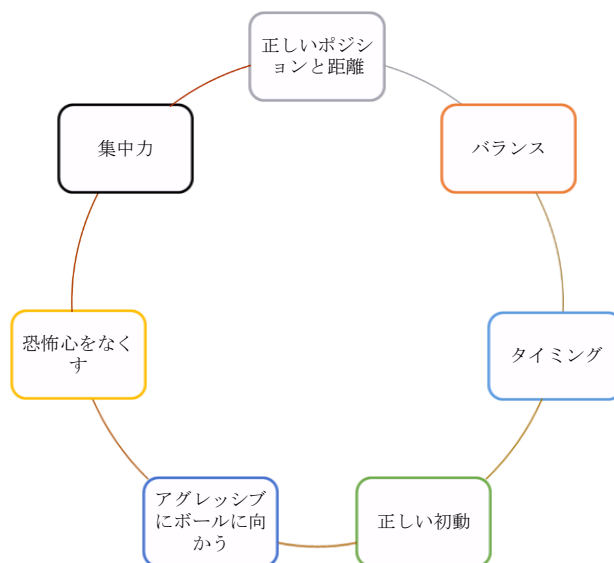 正しいポジシ
ョンと距離
バランス
タイミング
正しい初動
アグレッシブ
にボールに向
かう
恐怖心をなく
す
集中力